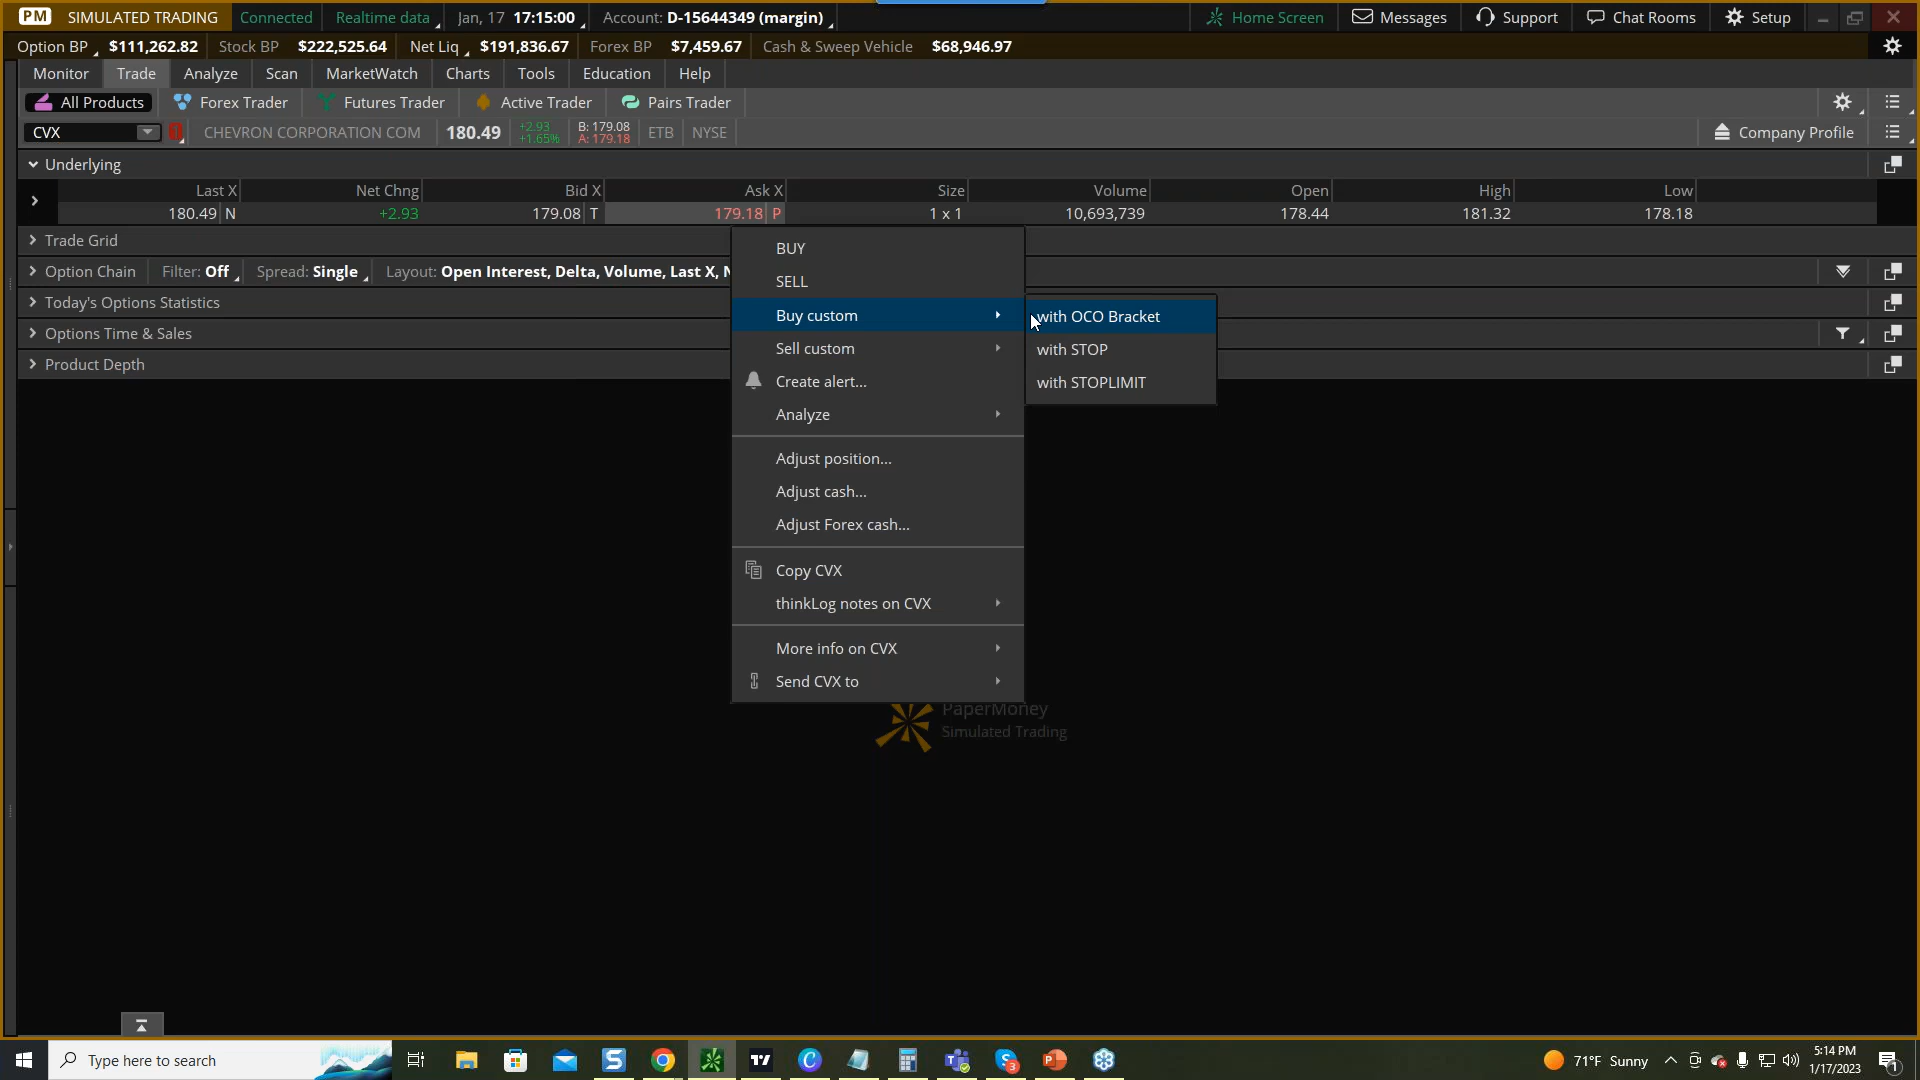 PM SIMULATED TRADING Connected Realtime data Jan, 17 17:15:00 Account: D-15644349 (margin) Home Screen Messages Support Chat Rooms Setup
Option BP $111,262.82 Stock BP $222,525.64 Net Liq $191,836.67 Forex BP $7,459.67 Cash & Sweep Vehicle $68,946.97
Monitor Trade Analyze Scan MarketWatch Charts Tools Education Help
All Products Forex Trader Futures Trader Active Trader Pairs Trader
CVX CHEVRON CORPORATION COM 180.49 +2.93 +1.65% B: 179.08 A: 179.18 ETB NYSE Company Profile
Underlying
Last X Net Chng Bid X Ask X Size Volume Open High Low
180.49 N +2.93 179.08 T 179.18 P 1 x 1 10,693,739 178.44 181.32 178.18
Trade Grid
Option Chain Filter: Off Spread: Single Layout: Open Interest, Delta, Volume, Last X, N
Today's Options Statistics
Options Time & Sales
Product Depth
BUY
SELL
Buy custom
Sell custom
Create alert...
Analyze
Adjust position...
Adjust cash...
Adjust Forex cash...
Copy CVX
thinkLog notes on CVX
More info on CVX
Send CVX to
with OCO Bracket
with STOP
with STOPLIMIT
PaperMoney
Simulated Trading
Type here to search
71°F Sunny
5:14 PM
1/17/2023